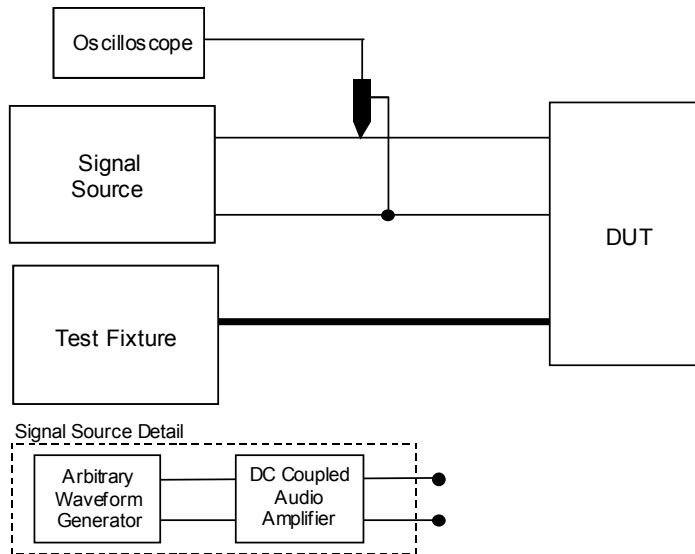 Oscilloscope
Signal
Source
DUT
Test Fixture
Signal Source Detail
Arbitrary
Waveform
Generator
DC Coupled
Audio
Amplifier